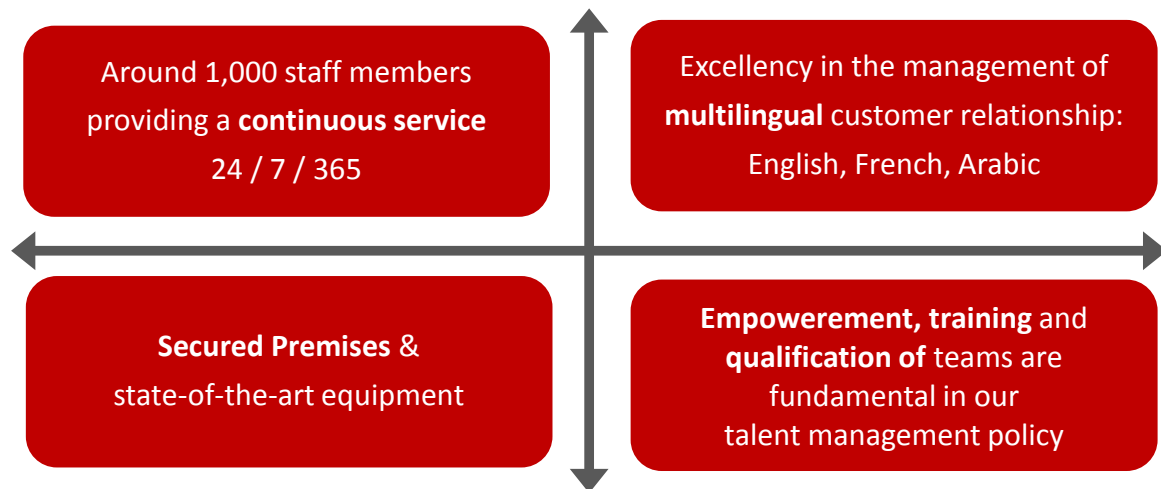 Around 1,000 staff members
providing a continuous service
24 / 7 / 365
Excellency in the management of
multilingual customer relationship:
English, French, Arabic
Secured Premises &
state-of-the-art equipment
Empowerement, training and
qualification of teams are
fundamental in our
talent management policy